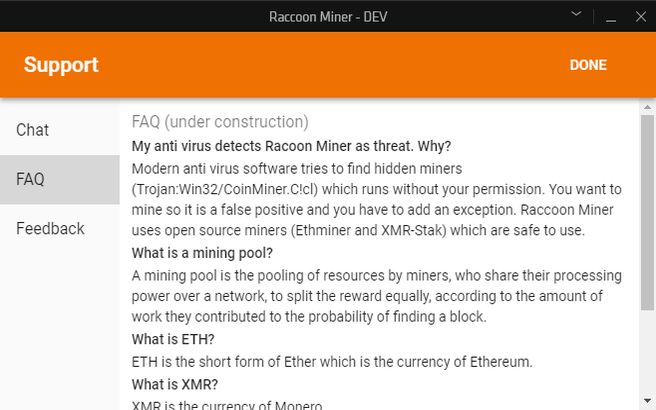 Raccoon Miner - DEV
Support
DONE
Chat
FAQ
Feedback
FAQ (under construction)
My anti virus detects Racoon Miner as threat. Why?
Modern anti virus software tries to find hidden miners
(Trojan:Win32/CoinMiner.C!cl) which runs without your permission. You want to
mine so it is a false positive and you have to add an exception. Raccoon Miner
uses open source miners (Ethminer and XMR-Stak) which are safe to use.
What is a mining pool?
A mining pool is the pooling of resources by miners, who share their processing
power over a network, to split the reward equally, according to the amount of
work they contributed to the probability of finding a block.
What is ETH?
ETH is the short form of Ether which is the currency of Ethereum.
What is XMR?
XMR is the currency of Monero